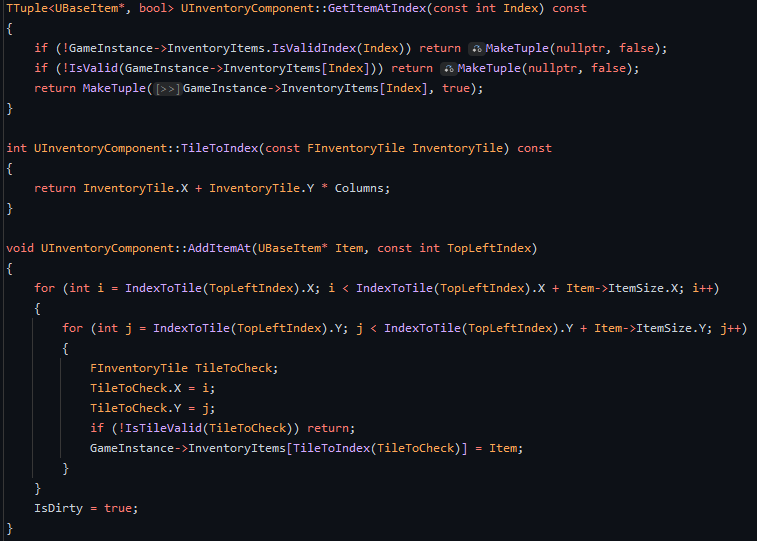 TTuple<UBaseItem*, bool> UInventoryComponent::GetItemAtIndex(const int Index) const
{
    if (!GameInstance->InventoryItems.IsValidIndex(Index)) return MakeTuple(nullptr, false);
    if (!IsValid(GameInstance->InventoryItems[Index])) return MakeTuple(nullptr, false);
    return MakeTuple([>>]GameInstance->InventoryItems[Index], true);
}

int UInventoryComponent::TileToIndex(const FInventoryTile InventoryTile) const
{
    return InventoryTile.X + InventoryTile.Y * Columns;
}

void UInventoryComponent::AddItemAt(UBaseItem* Item, const int TopLeftIndex)
{
    for (int i = IndexToTile(TopLeftIndex).X; i < IndexToTile(TopLeftIndex).X + Item->ItemSize.X; i++)
    {
        for (int j = IndexToTile(TopLeftIndex).Y; j < IndexToTile(TopLeftIndex).Y + Item->ItemSize.Y; j++)
        {
            FInventoryTile TileToCheck;
            TileToCheck.X = i;
            TileToCheck.Y = j;
            if (!IsTileValid(TileToCheck)) return;
            GameInstance->InventoryItems[TileToIndex(TileToCheck)] = Item;
        }
    }
    IsDirty = true;
}